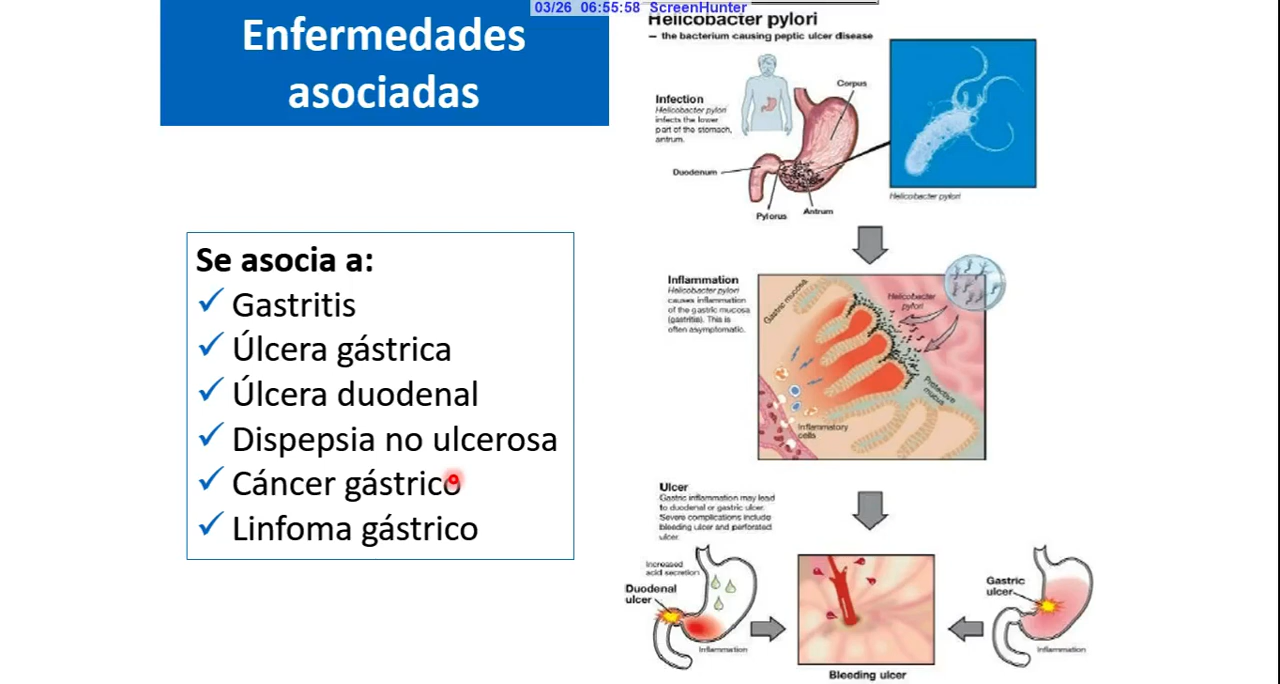 03/26 06:55:58 ScreenHunter
Enfermedades
asociadas
Se asocia a:
Gastritis
Úlcera gástrica
Úlcera duodenal
Dispepsia no ulcerosa
Cáncer gástrico
Linfoma gástrico
Helicobacter pylori
– the bacterium causing peptic ulcer disease
Infection
Helicobacter pylori
infects the lower
part of the stomach,
antrum.
Corpus
Duodenum
Pylorus
Antrum
Helicobacter pylori
Inflammation
Helicobacter pylori
causes inflammation
of the gastric mucosa
(gastritis). This is
often asymptomatic.
Gastric mucosa
Helicobacter
pylori
Protective
mucus
Inflammatory
cells
Ulcer
Gastric inflammation may lead
to duodenal or gastric ulcer.
Severe complications include
bleeding ulcer and perforated
ulcer.
Increased
acid secretion
Duodenal
ulcer
Inflammation
Bleeding ulcer
Gastric
ulcer
Inflammation